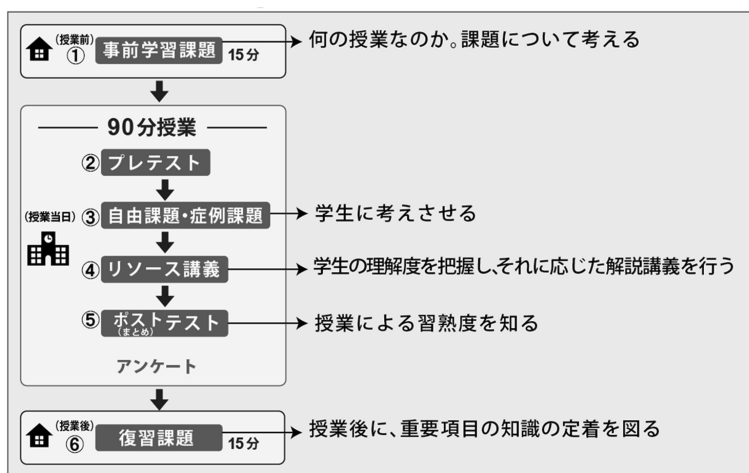 (授業前)
① 事前学習課題 15分
何の授業なのか。課題について考える
90分授業
② プレテスト
(授業当日)
③ 自由課題・症例課題
学生に考えさせる
④ リソース講義
学生の理解度を把握し、それに応じた解説講義を行う
⑤ ポストテスト
(まとめ)
授業による習熟度を知る
アンケート
(授業後)
⑥ 復習課題 15分
授業後に、重要項目の知識の定着を図る